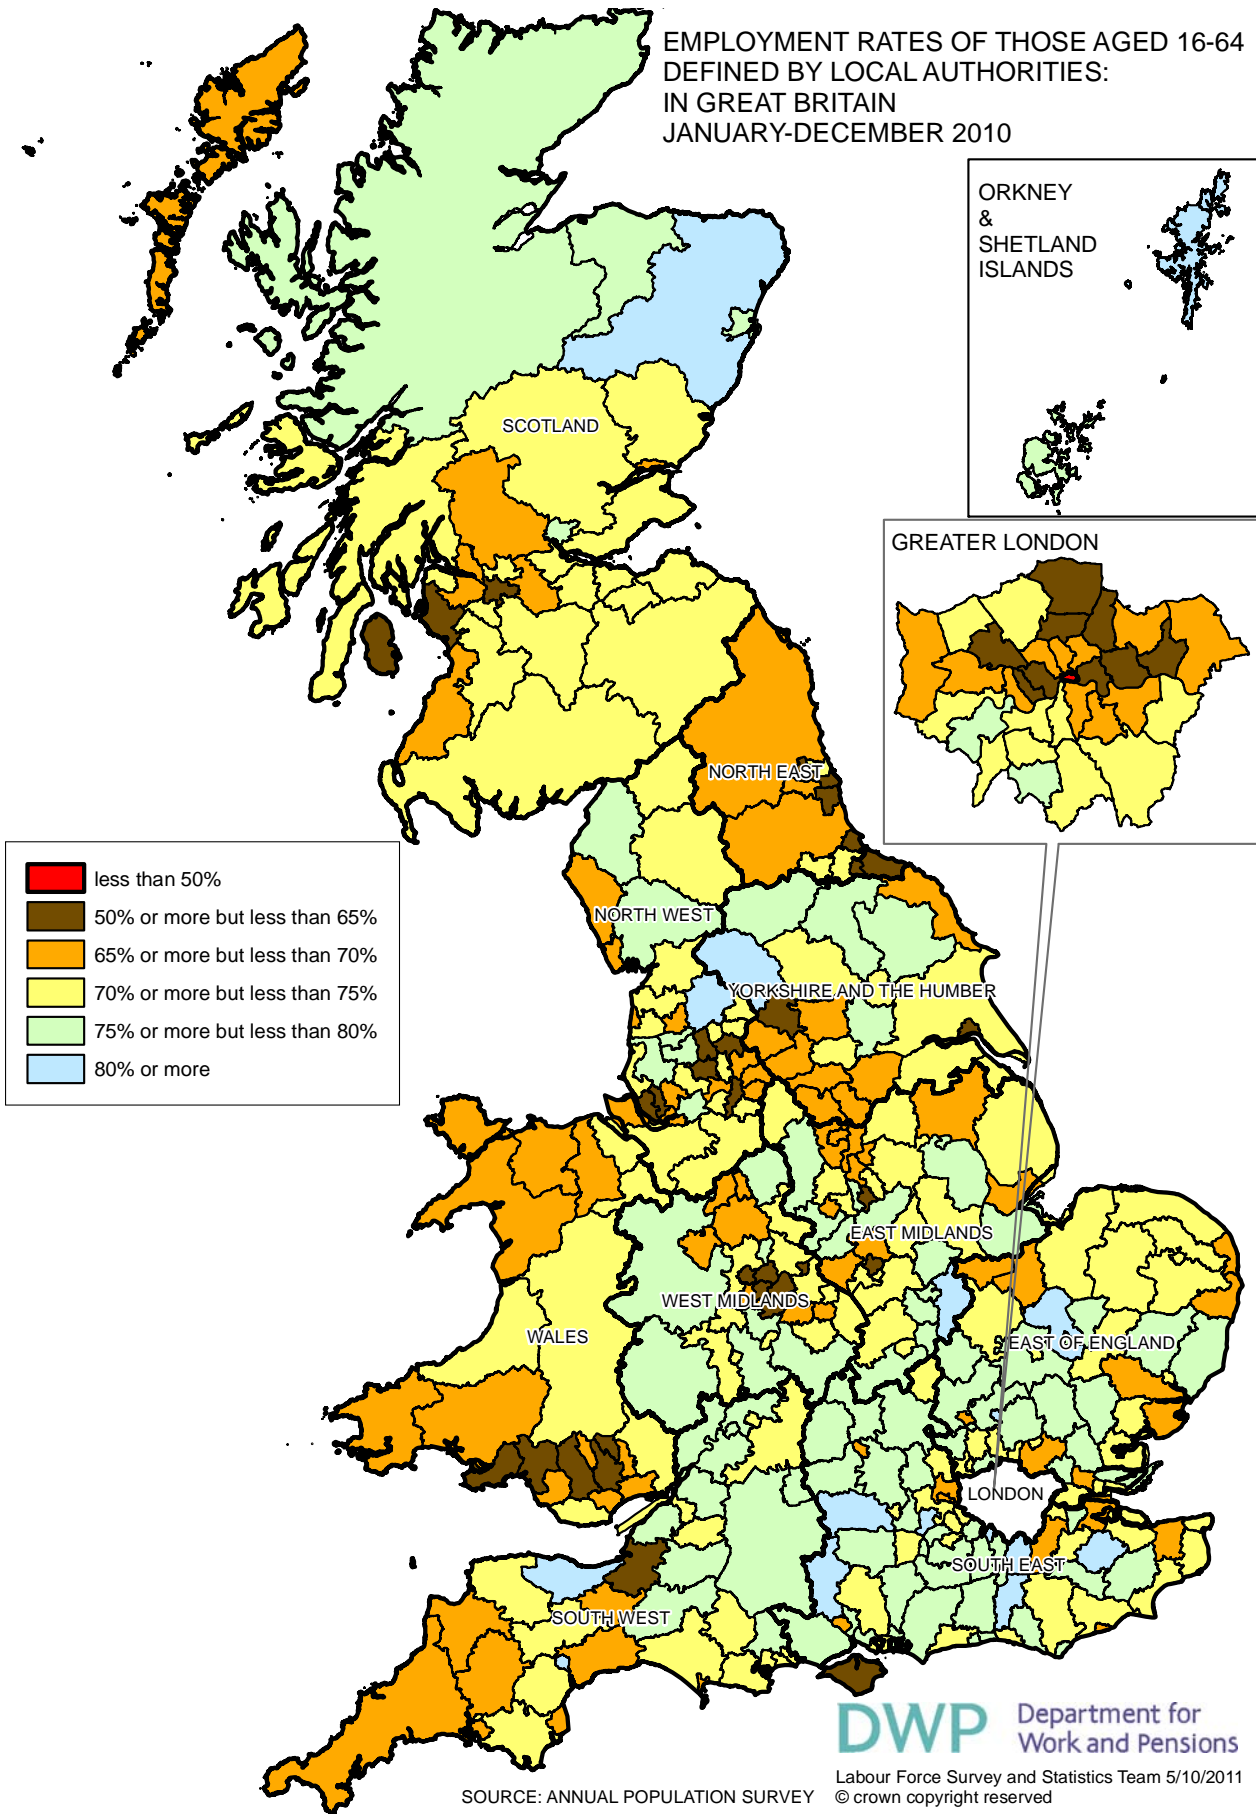 EMPLOYMENT RATES OF THOSE AGED 16-64
DEFINED BY LOCAL AUTHORITIES:
IN GREAT BRITAIN
JANUARY-DECEMBER 2010
ORKNEY
&
SHETLAND
ISLANDS
SCOTLAND
GREATER LONDON
NORTH EAST
less than 50%
50% or more but less than 65%
65% or more but less than 70%
70% or more but less than 75%
75% or more but less than 80%
80% or more
NORTH WEST
YORKSHIRE AND THE HUMBER
EAST MIDLANDS
WEST MIDLANDS
WALES
EAST OF ENGLAND
LONDON
SOUTH EAST
SOUTH WEST
DWP Department for
Work and Pensions
Labour Force Survey and Statistics Team 5/10/2011
SOURCE: ANNUAL POPULATION SURVEY © crown copyright reserved